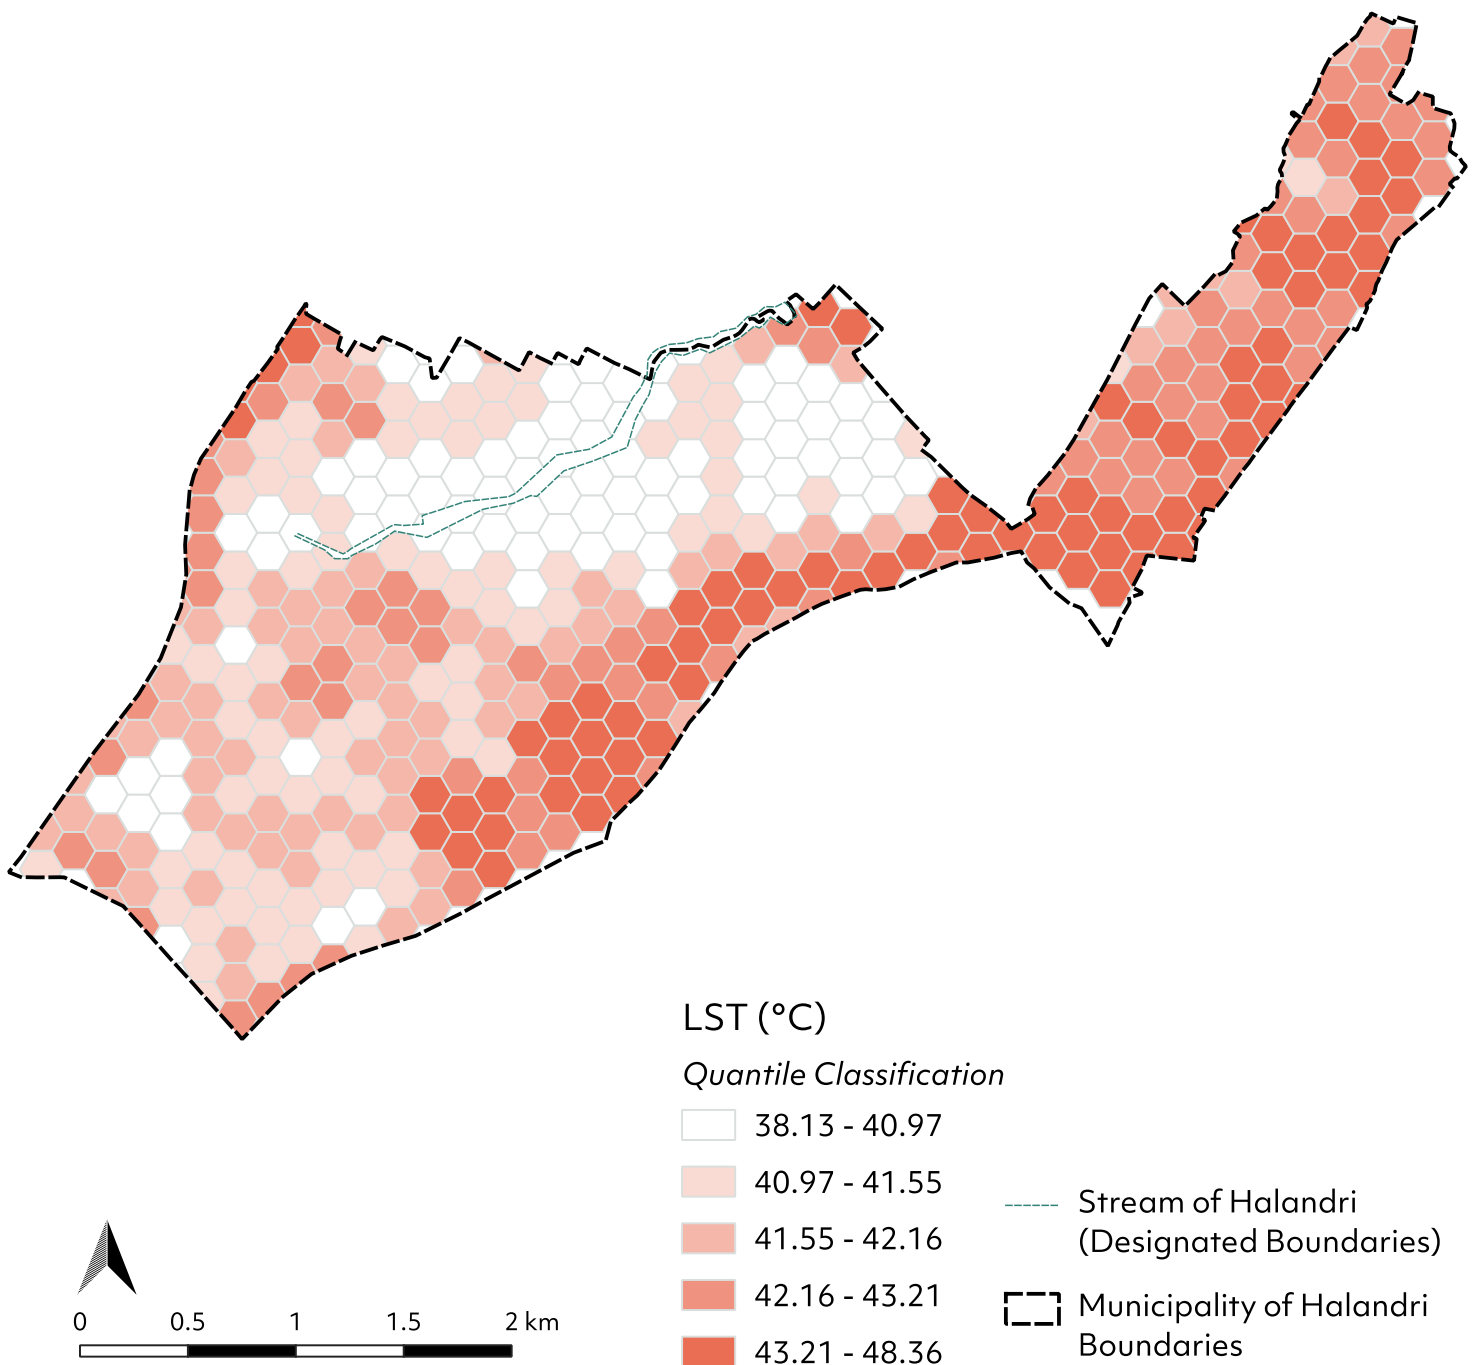 LST (°C)
Quantile Classification
38.13 - 40.97
40.97 - 41.55
41.55 - 42.16
42.16 - 43.21
43.21 - 48.36
Stream of Halandri
(Designated Boundaries)
Municipality of Halandri
Boundaries
0 0.5 1 1.5 2 km